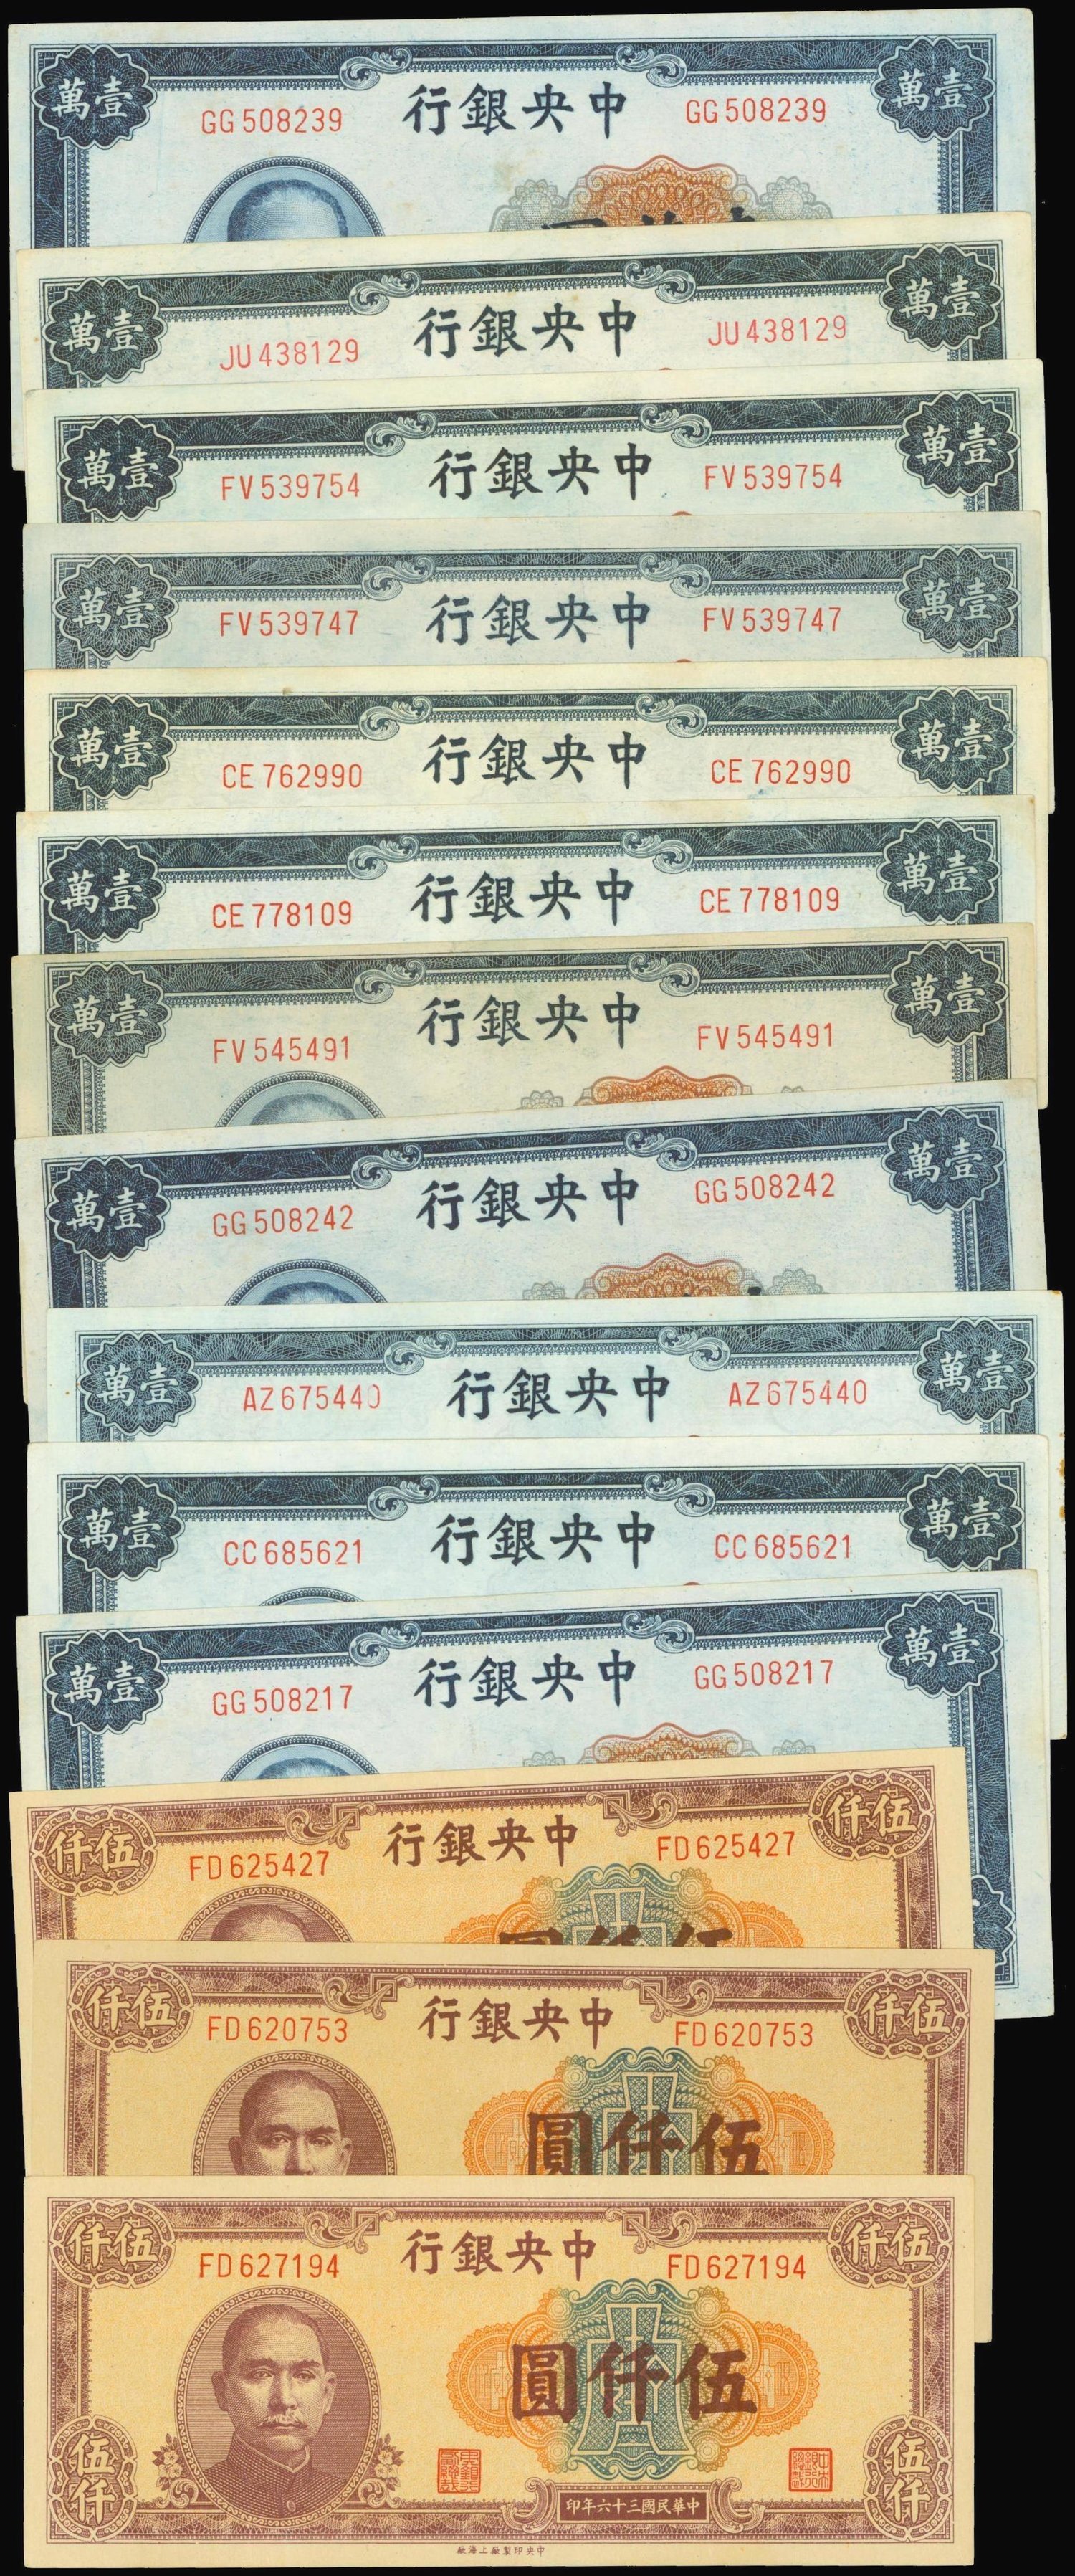 萬壹 中央銀行 萬壹
GG508239 GG508239
萬壹 中央銀行 萬壹
JU438129 JU438129
萬壹 中央銀行 萬壹
FV539754 FV539754
萬壹 中央銀行 萬壹
FV539747 FV539747
萬壹 中央銀行 萬壹
CE762990 CE762990
萬壹 中央銀行 萬壹
CE778109 CE778109
萬壹 中央銀行 萬壹
FV545491 FV545491
萬壹 中央銀行 萬壹
GG508242 GG508242
萬壹 中央銀行 萬壹
AZ675440 AZ675440
萬壹 中央銀行 萬壹
CC685621 CC685621
萬壹 中央銀行 萬壹
GG508217 GG508217
伍仟 中央銀行 伍仟
FD625427 FD625427
伍仟圓
伍仟 中央銀行 伍仟
FD620753 FD620753
伍仟圓
伍仟 中央銀行 伍仟
FD627194 FD627194
伍仟圓
伍仟 伍仟
中華民國三十六年印
中央印製廠上海廠